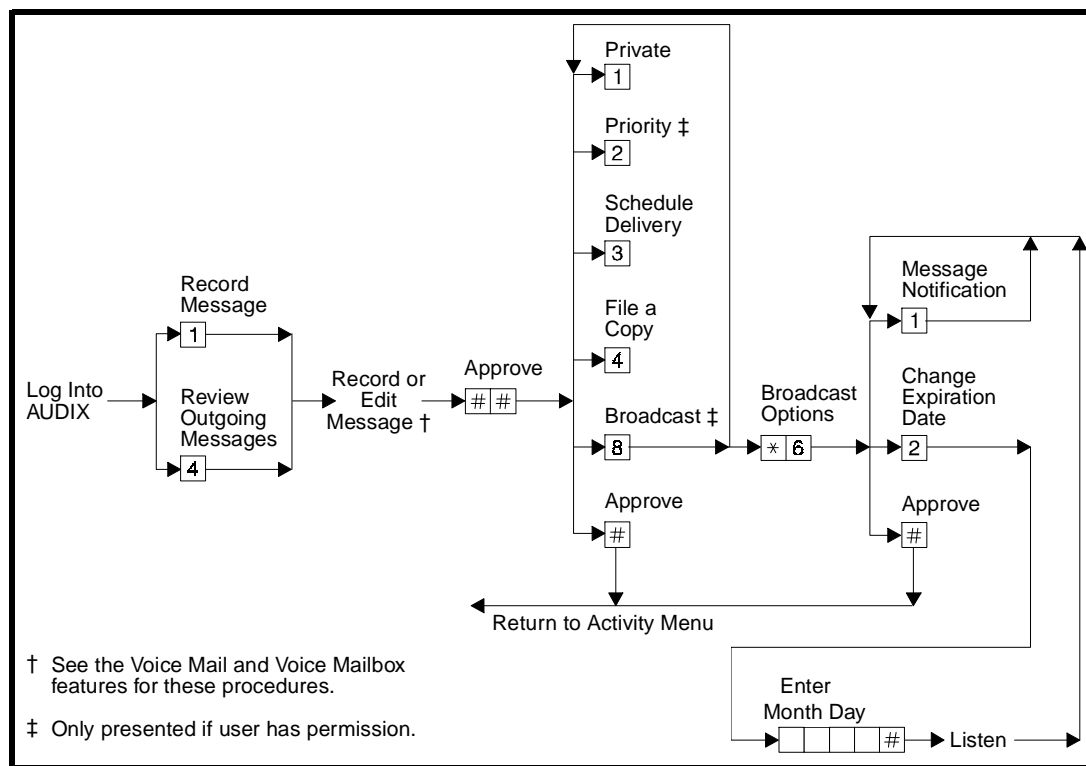 Private
1
Priority ‡
2
Schedule
Delivery
3
Record
Message
1
File a
Copy
4
Message
Notification
1
Log Into
AUDIX
Review
Outgoing
Messages
4
Record or
Edit
Message †
Approve
# #
Broadcast ‡
8
Broadcast
Options
* 6
Change
Expiration
Date
2
Approve
#
Approve
#
Return to Activity Menu
† See the Voice Mail and Voice Mailbox
features for these procedures.
‡ Only presented if user has permission.
Enter
Month Day
#
Listen